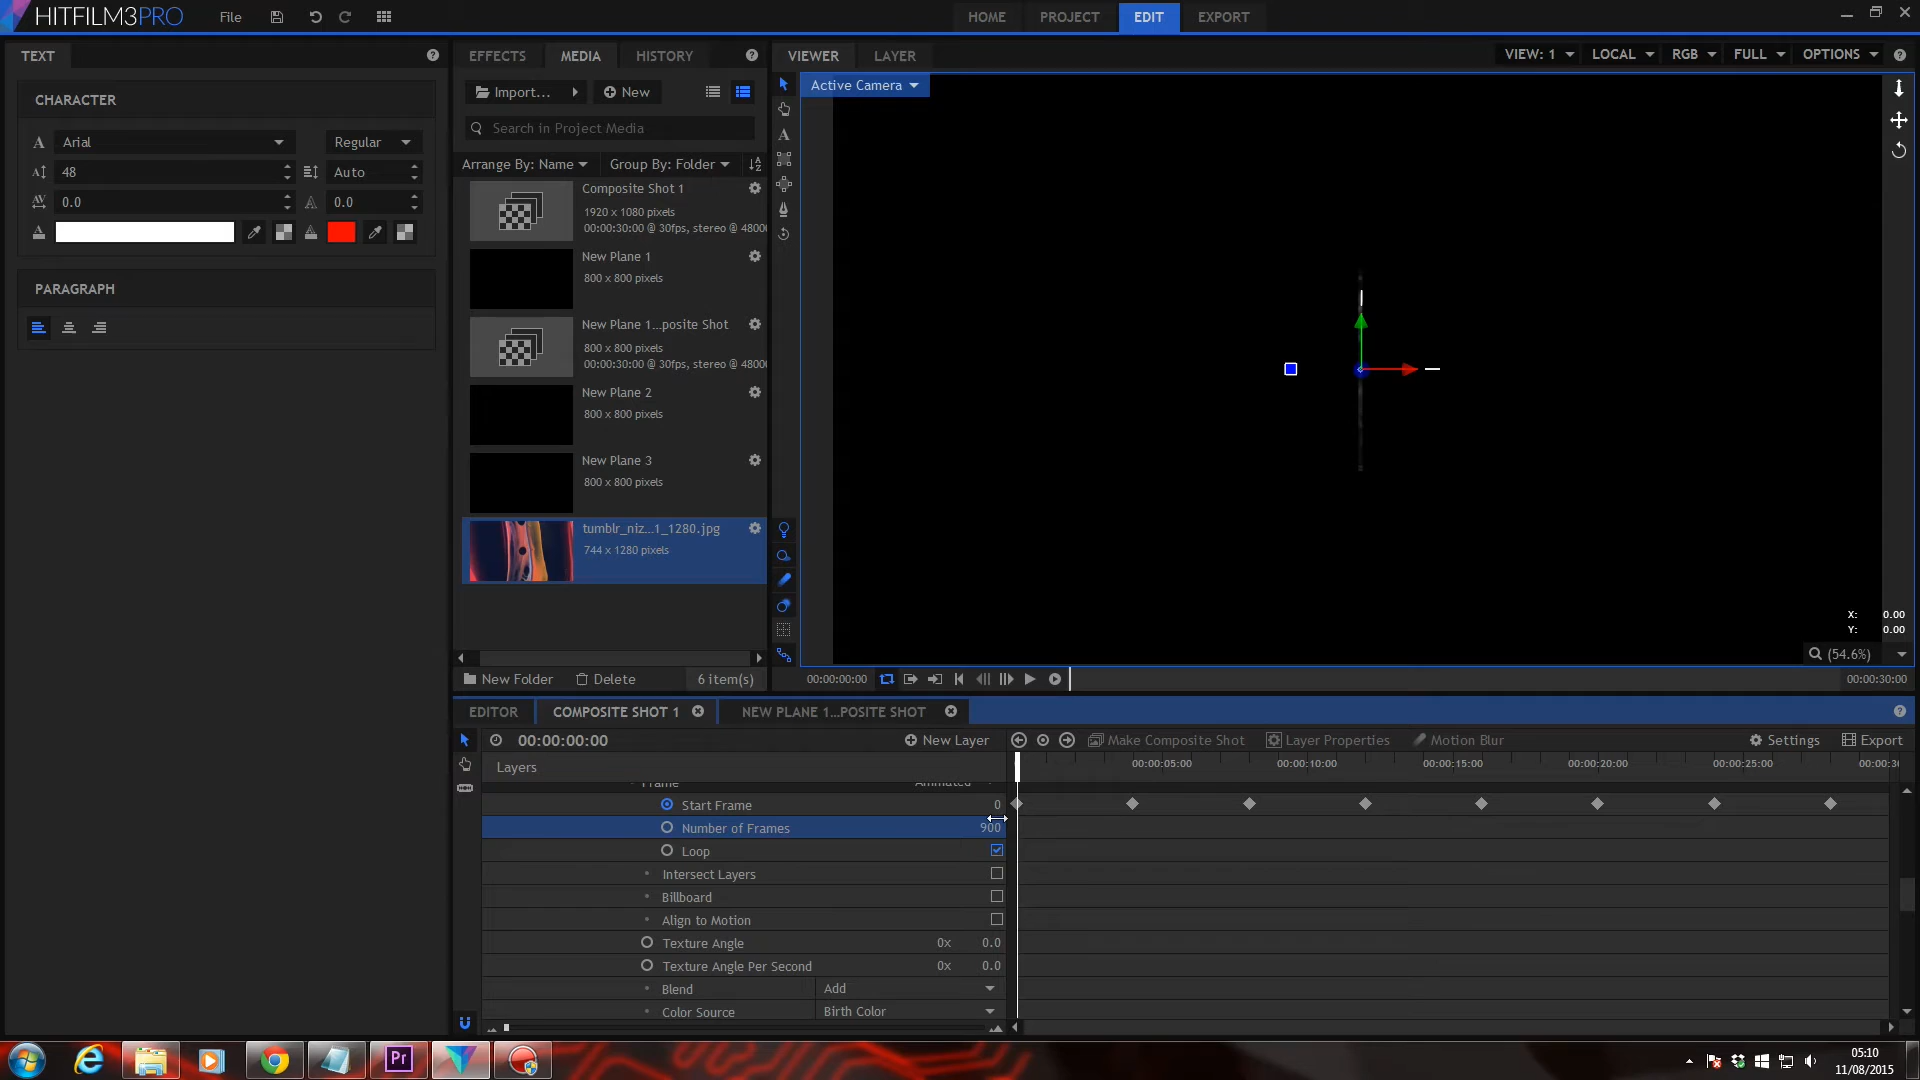 HITFILM3PRO
File
HOME
PROJECT
EDIT
EXPORT
TEXT
CHARACTER
Arial
Regular
48
Auto
0.0
0.0
PARAGRAPH
EFFECTS
MEDIA
HISTORY
Import...
New
Search in Project Media
Arrange By: Name
Group By: Folder
Composite Shot 1
1920 x 1080 pixels
00:00:30:00 @ 30fps, stereo @ 4800
New Plane 1
800 x 800 pixels
New Plane 1...posite Shot
800 x 800 pixels
00:00:30:00 @ 30fps, stereo @ 4800
New Plane 2
800 x 800 pixels
New Plane 3
800 x 800 pixels
tumblr_niz...1_1280.jpg
744 x 1280 pixels
New Folder
Delete
6 item(s)
VIEWER
LAYER
VIEW: 1
LOCAL
RGB
FULL
OPTIONS
Active Camera
X: 0.00
Y: 0.00
(54.6%)
00:00:00:00
00:00:30:00
EDITOR
COMPOSITE SHOT 1
NEW PLANE 1...POSITE SHOT
00:00:00:00
New Layer
Make Composite Shot
Layer Properties
Motion Blur
Settings
Export
Layers
00:00:05:00
00:00:10:00
00:00:15:00
00:00:20:00
00:00:25:00
00:00:30
Frame
Animated
Start Frame
0
Number of Frames
900
Loop
Intersect Layers
Billboard
Align to Motion
Texture Angle
0x
0.0
Texture Angle Per Second
0x
0.0
Blend
Add
Color Source
Birth Color
Pr
05:10
11/08/2015